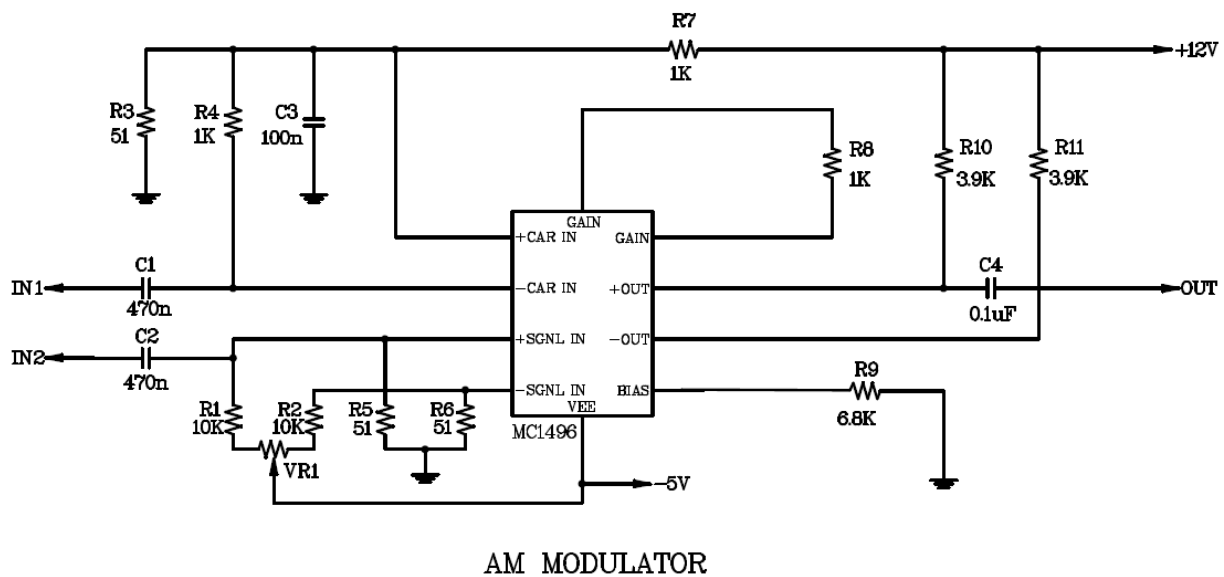 R7
1K
+12V
R3
51
R4
1K
C3
100n
R8
1K
R10
3.9K
R11
3.9K
GAIN
+CAR IN
GAIN
IN1
C1
470n
-CAR IN
+OUT
C4
0.1uF
OUT
IN2
C2
470n
+SGNL IN
-OUT
-SGNL IN
BIAS
R9
6.8K
VEE
MC1496
R1
10K
R2
10K
R5
51
R6
51
VR1
-5V
AM MODULATOR